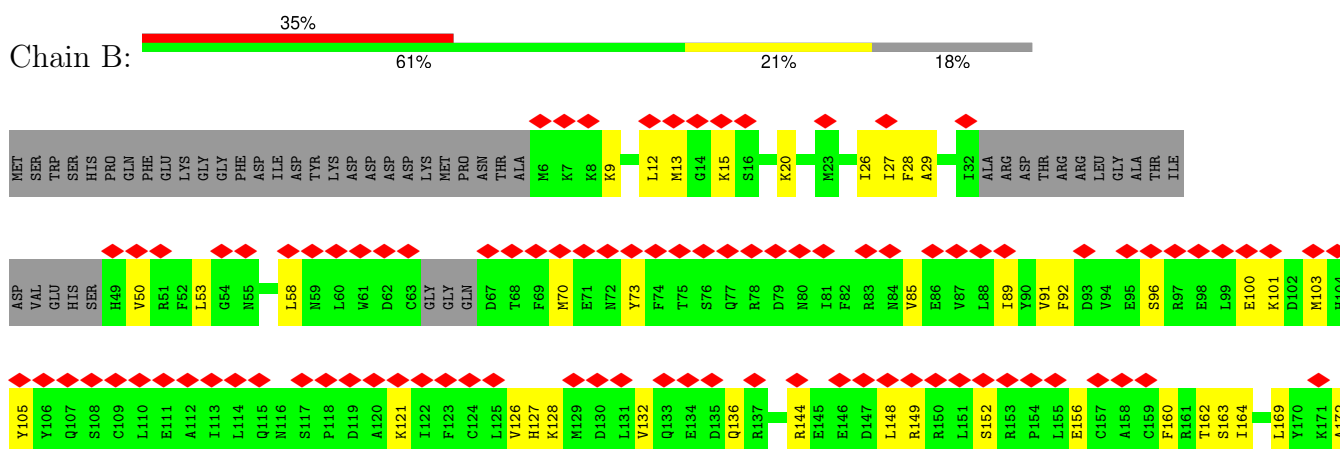 35%
Chain B:
61% 21% 18%
MET SER TRP SER HIS PRO GLN PHE GLU LYS GLY GLY PHE ASP ILE ASP TYR LYS ASP ASP ASP ASP LYS MET PRO ASN THR ALA M6 K7 K8 K9 L12 M13 G14 K15 S16 K20 M23 I26 I27 F28 A29 I32 ALA ARG ASP THR ARG ARG LEU GLY ALA THR ILE
ASP VAL GLU HIS SER H49 V50 R51 F52 L53 G54 N55 L58 N59 L60 W61 D62 C63 GLY GLY GLN D67 T68 F69 M70 E71 N72 Y73 F74 T75 S76 Q77 R78 D79 N80 I81 F82 R83 N84 V85 E86 V87 L88 I89 Y90 V91 F92 D93 V94 E95 S96 R97 E98 L99 E100 K101 D102 M103 H104
Y105 Y106 Q107 S108 C109 L110 E111 A112 I113 L114 Q115 N116 S117 P118 D119 A120 K121 I122 F123 C124 L125 V126 H127 K128 M129 D130 L131 V132 Q133 E134 D135 Q136 R137 R144 E145 E146 D147 L148 R149 R150 L151 S152 R153 P154 L155 E156 C157 A158 C159 F160 R161 T162 S163 I164 L169 Y170 K171 A172